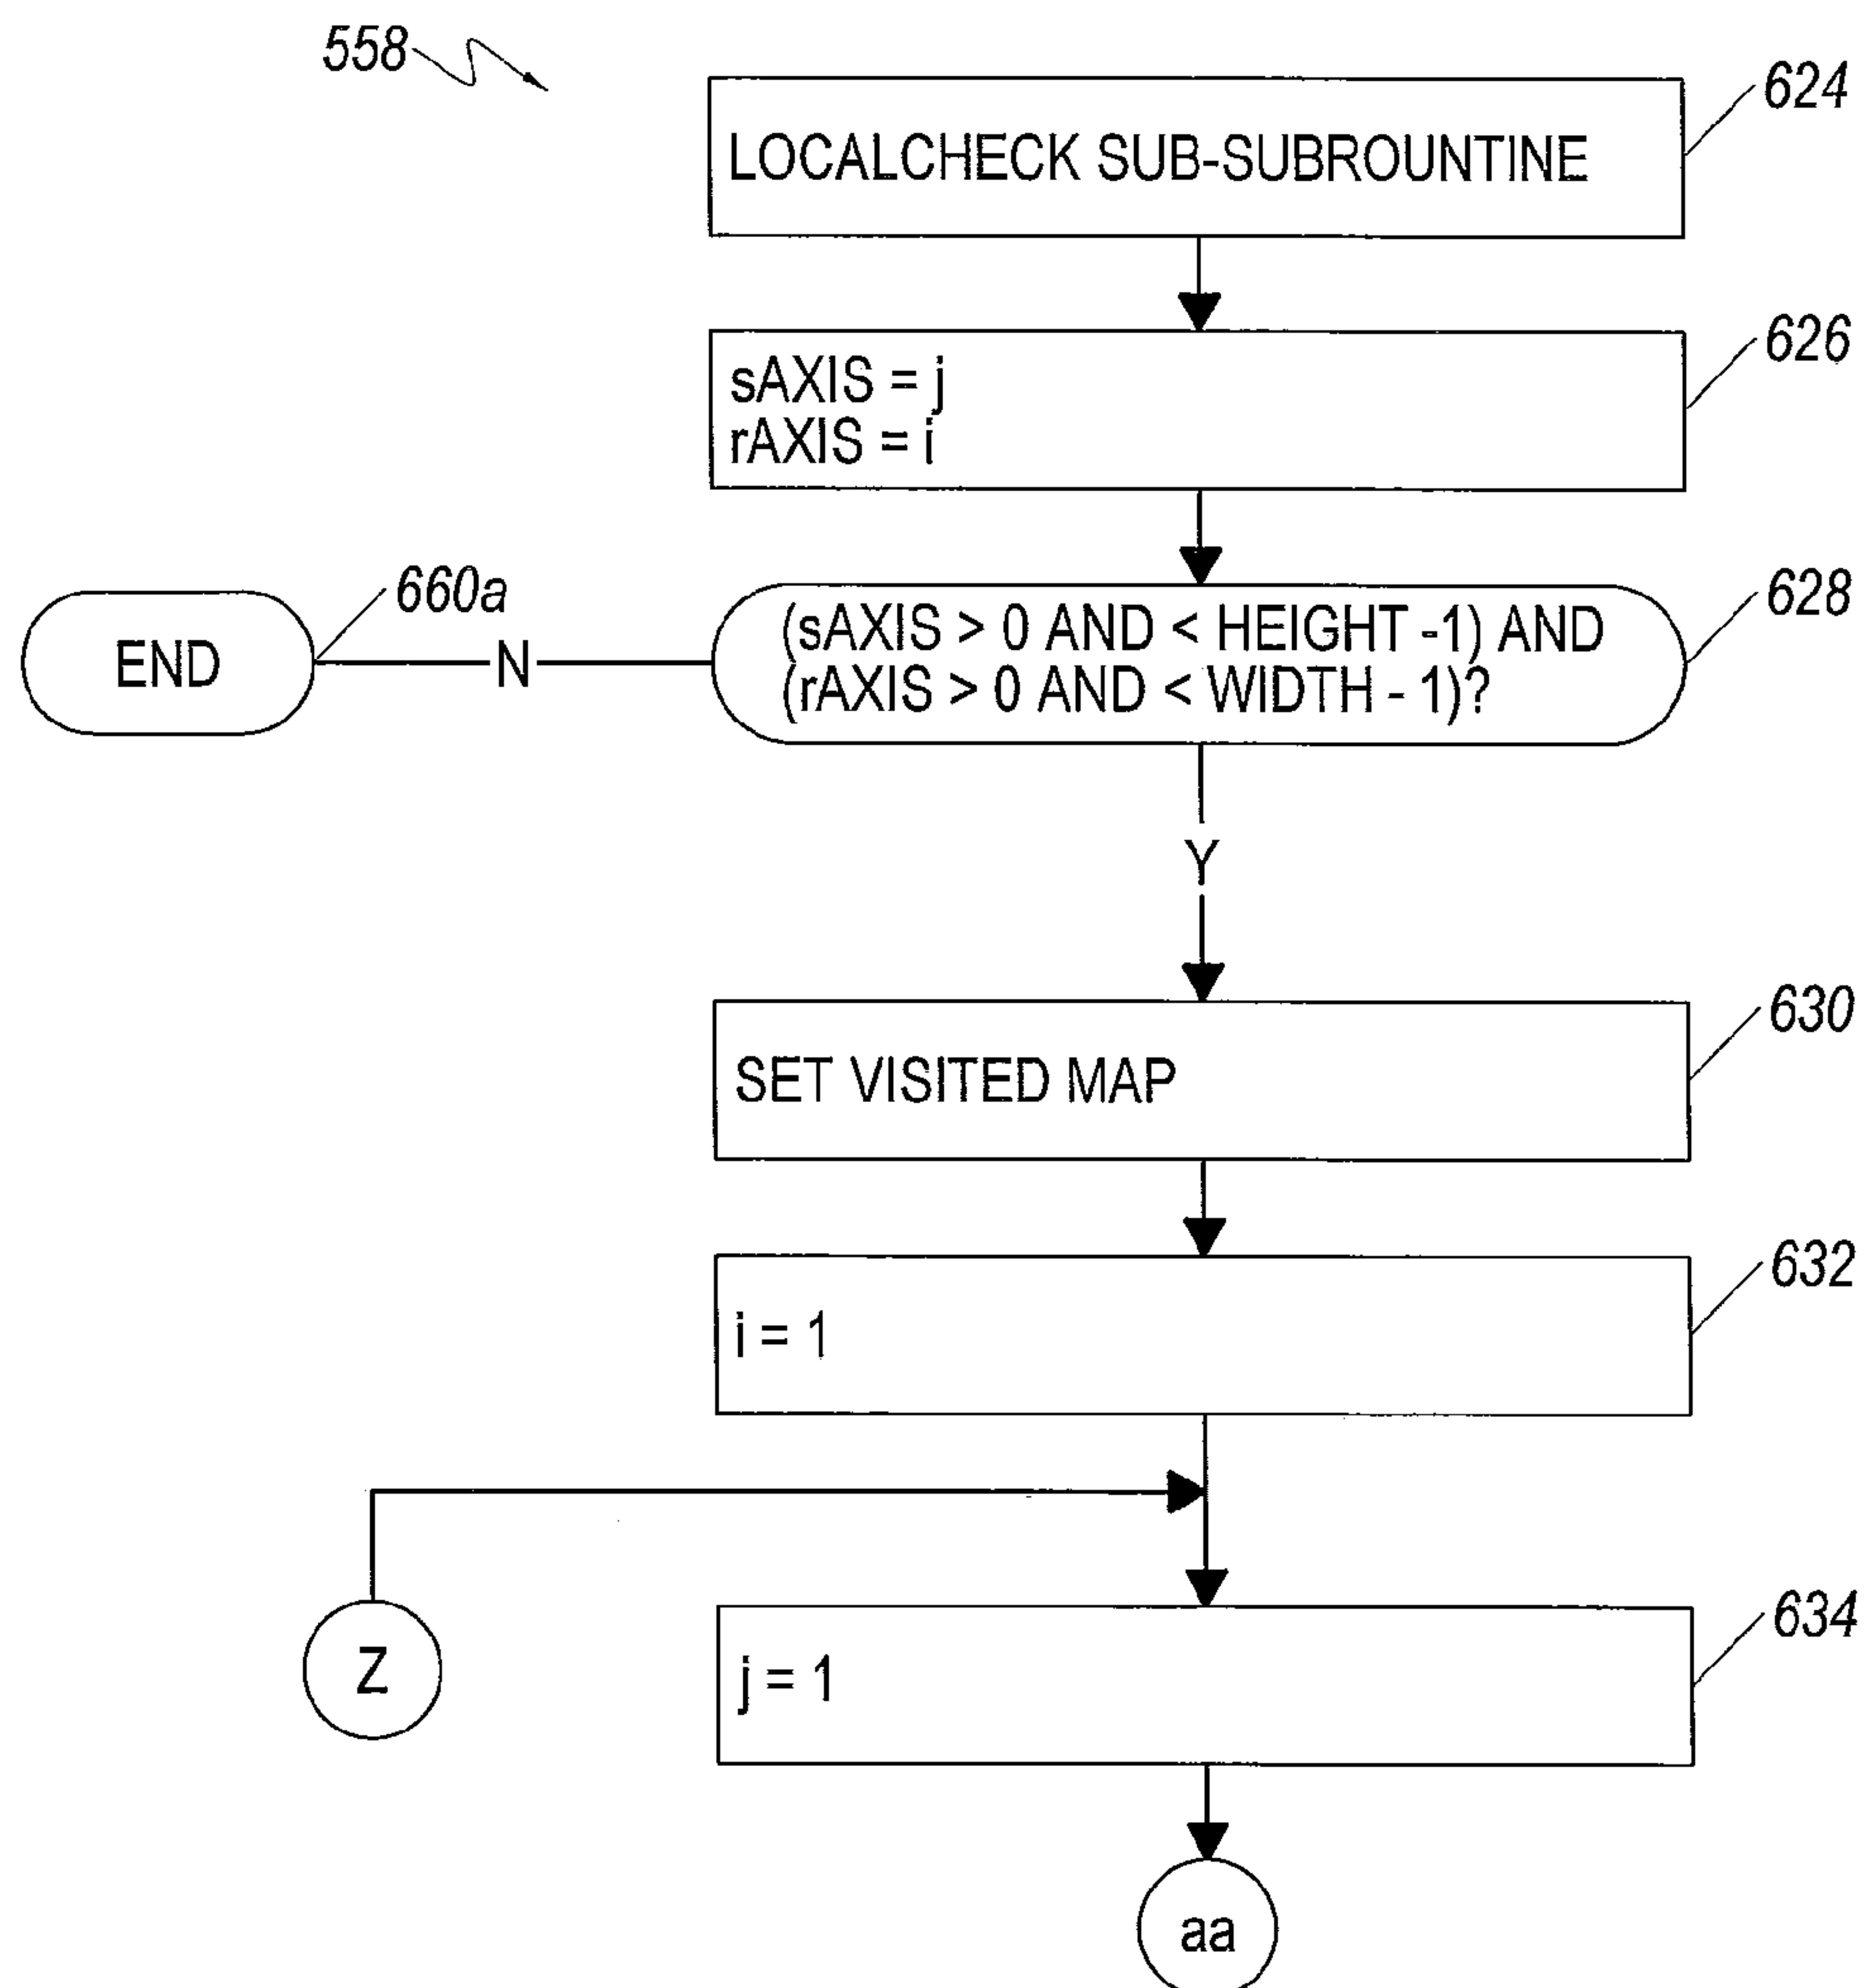 558
624
LOCALCHECK SUB-SUBROUNTINE
626
sAXIS = j
rAXIS = i
660a
628
END
N
(sAXIS > 0 AND < HEIGHT -1) AND
(rAXIS > 0 AND < WIDTH - 1)?
Y
630
SET VISITED MAP
632
i = 1
634
Z
j = 1
aa